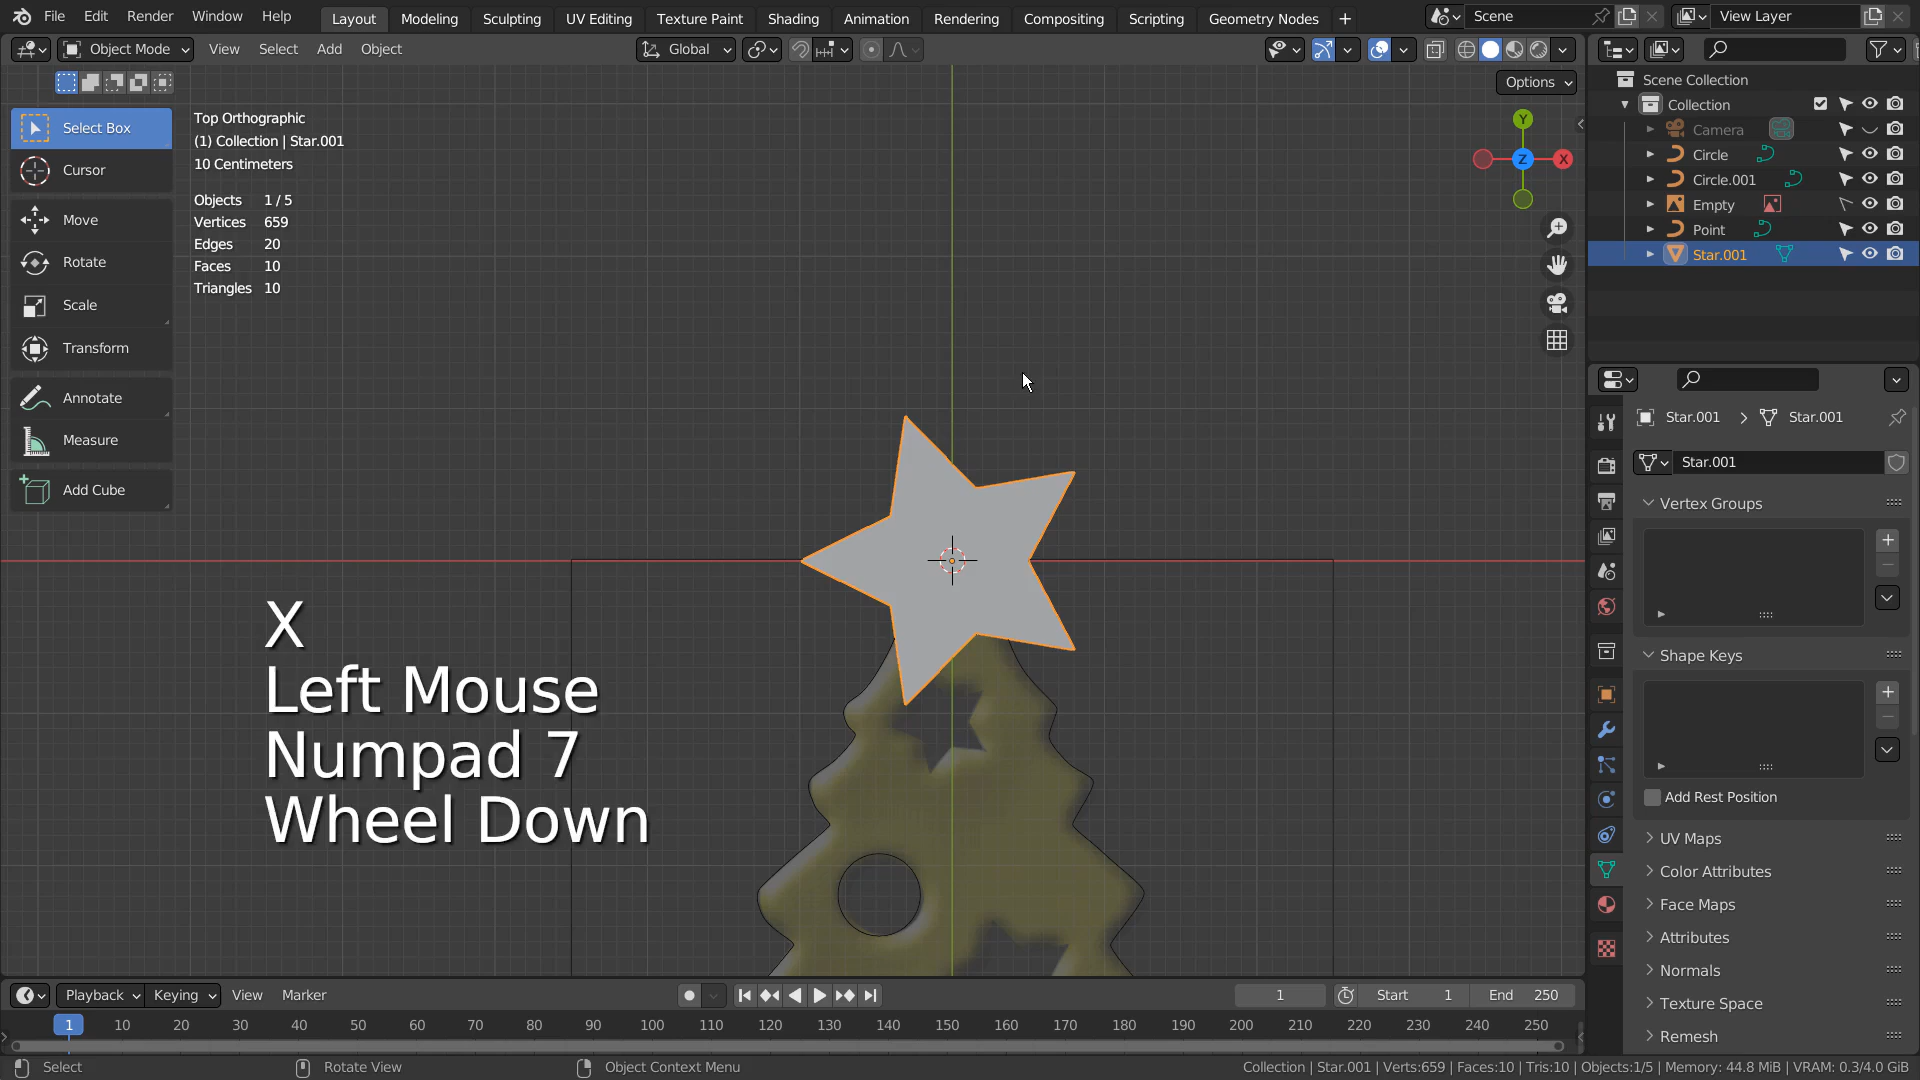 File Edit Render Window Help Layout Modeling Sculpting UV Editing Texture Paint Shading Animation Rendering Compositing Scripting Geometry Nodes + Scene View Layer
Object Mode View Select Add Object Global
Options
Select Box
Cursor
Move
Rotate
Scale
Transform
Annotate
Measure
Add Cube
Top Orthographic
(1) Collection | Star.001
10 Centimeters
Objects 1 / 5
Vertices 659
Edges 20
Faces 10
Triangles 10
Y
Z
X
X
Left Mouse
Numpad 7
Wheel Down
Scene Collection
Collection
Camera
Circle
Circle.001
Empty
Point
Star.001
Star.001 > Star.001
Star.001
Vertex Groups
Shape Keys
Add Rest Position
UV Maps
Color Attributes
Face Maps
Attributes
Normals
Texture Space
Remesh
Playback Keying View Marker 1 Start 1 End 250
1 10 20 30 40 50 60 70 80 90 100 110 120 130 140 150 160 170 180 190 200 210 220 230 240 250
Select Rotate View Object Context Menu Collection | Star.001 | Verts:659 | Faces:10 | Tris:10 | Objects:1/5 | Memory: 44.8 MiB | VRAM: 0.3/4.0 GiB